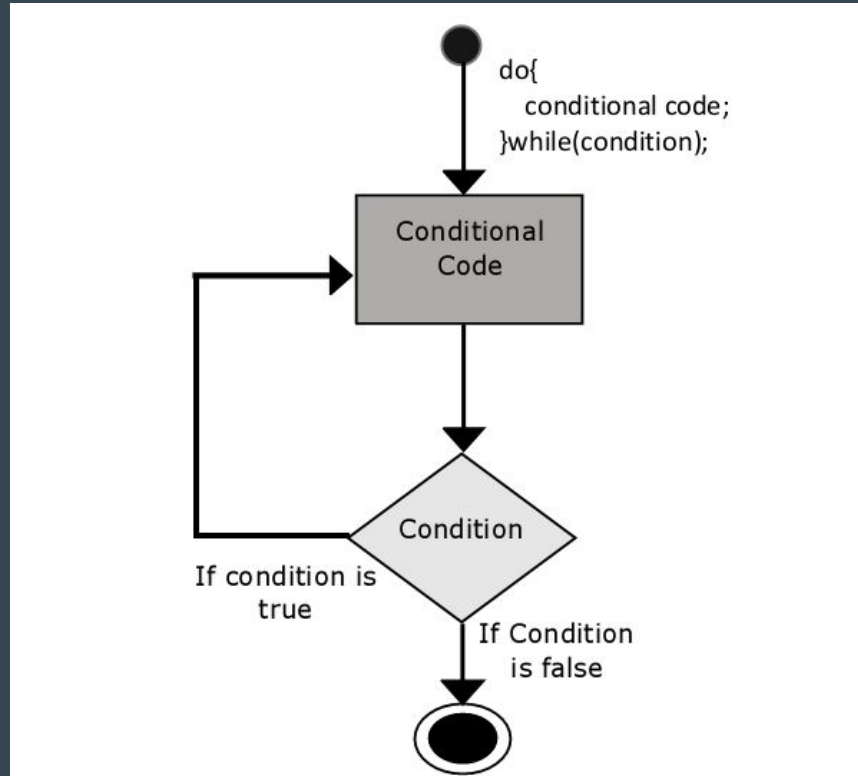 do{
conditional code;
}while(condition);
Conditional
Code
Condition
If condition is
true
If Condition
is false